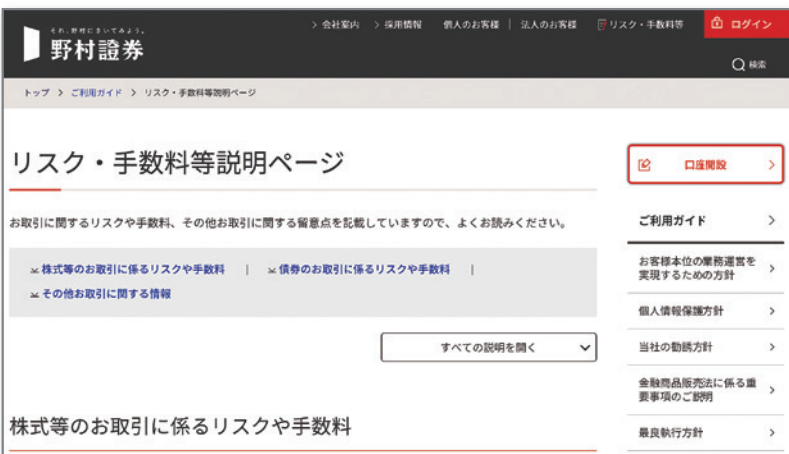 > 会社案内 > 採用情報 個人のお客様 | 法人のお客様 リスク・手数料等 ログイン
それ、野村にきいてみよう。
野村證券
検索
トップ > ご利用ガイド > リスク・手数料等説明ページ
リスク・手数料等説明ページ
お取引に関するリスクや手数料、その他お取引に関する留意点を記載していますので、よくお読みください。
株式等のお取引に係るリスクや手数料 | 債券のお取引に係るリスクや手数料 |
その他お取引に関する情報
すべての説明を開く
株式等のお取引に係るリスクや手数料
口座開設
ご利用ガイド
お客様本位の業務運営を
実現するための方針
個人情報保護方針
当社の勧誘方針
金融商品販売法に係る重
要事項のご説明
最良執行方針